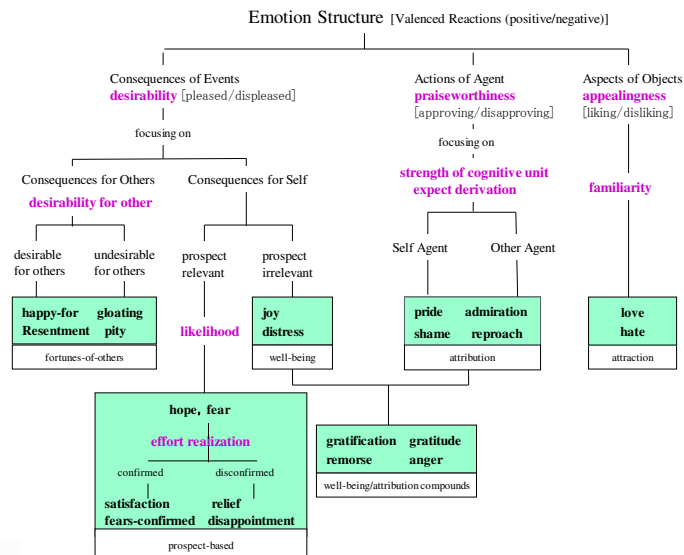 Emotion Structure [Valenced Reactions (positive/negative)]
Consequences of Events
desirability [pleased/displeased]
focusing on
Actions of Agent
praiseworthiness
[approving/disapproving]
focusing on
Aspects of Objects
appealingness
[liking/disliking]
Consequences for Others
desirability for other
Consequences for Self
strength of cognitive unit
expect derivation
familiarity
desirable
for others
undesirable
for others
prospect
relevant
prospect
irrelevant
Self Agent
Other Agent
happy-for gloating
Resentment pity
fortunes-of-others
likelihood
joy
distress
well-being
pride admiration
shame reproach
attribution
love
hate
attraction
hope, fear
effort realization
confirmed
disconfirmed
satisfaction
fears-confirmed
relief
disappointment
prospect-based
gratification gratitude
remorse anger
well-being/attribution compounds